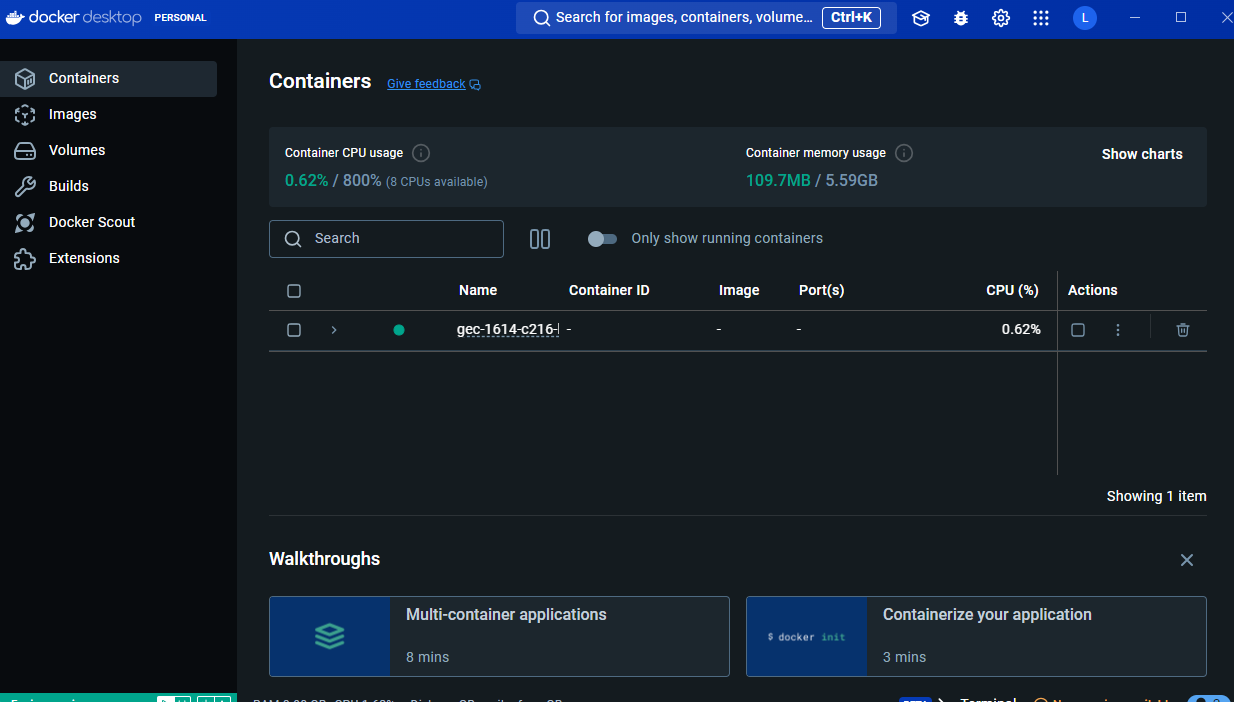 docker desktop PERSONAL
Search for images, containers, volume... Ctrl+K
L
Containers
Images
Volumes
Builds
Docker Scout
Extensions
Containers Give feedback
Container CPU usage
0.62% / 800% (8 CPUs available)
Container memory usage
109.7MB / 5.59GB
Show charts
Search
Only show running containers
Name Container ID Image Port(s) CPU (%) Actions
gec-1614-c216- - - - 0.62%
Showing 1 item
Walkthroughs
Multi-container applications
8 mins
$ docker init
Containerize your application
3 mins
Terminal